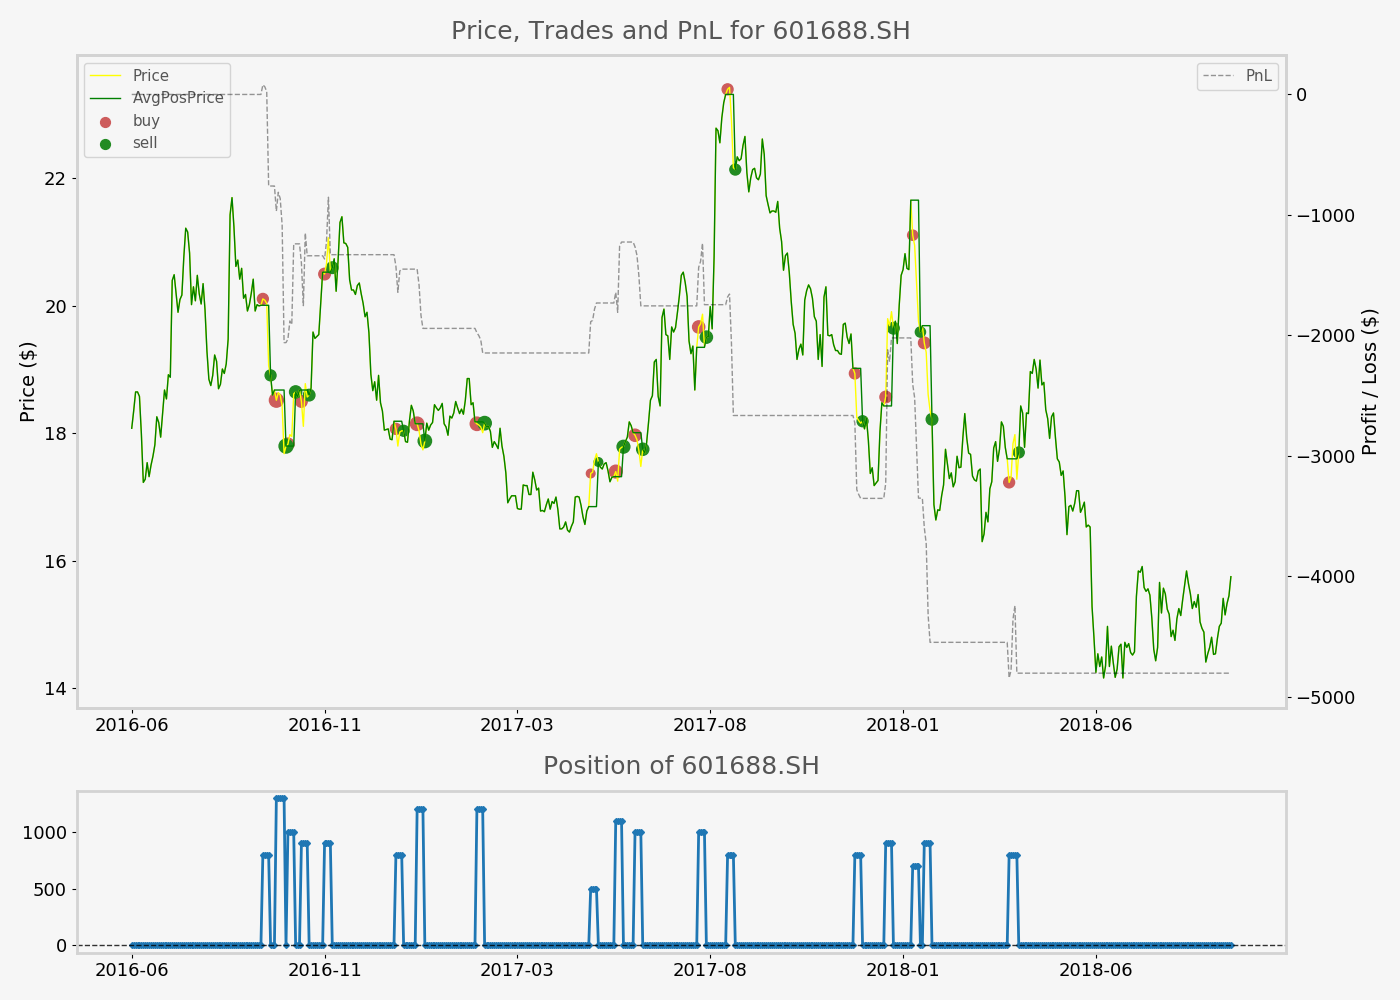 Price, Trades and PnL for 601688.SH
Price
AvgPosPrice
buy
sell
PnL
Price ($)
22
20
18
16
14
Profit / Loss ($)
0
−1000
−2000
−3000
−4000
−5000
2016-06 2016-11 2017-03 2017-08 2018-01 2018-06
Position of 601688.SH
1000
500
0
2016-06 2016-11 2017-03 2017-08 2018-01 2018-06